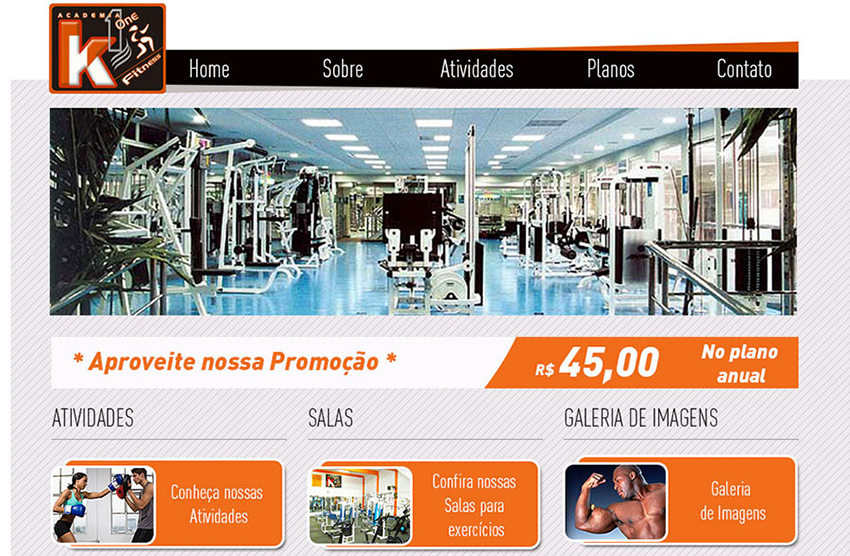 ACADEMIA
k1
One
Fitness
Home Sobre Atividades Planos Contato
* Aproveite nossa Promoção *
R$ 45,00
No plano
anual
ATIVIDADES
SALAS
GALERIA DE IMAGENS
Conheça nossas
Atividades
Confira nossas
Salas para
exercícios
Galeria
de Imagens